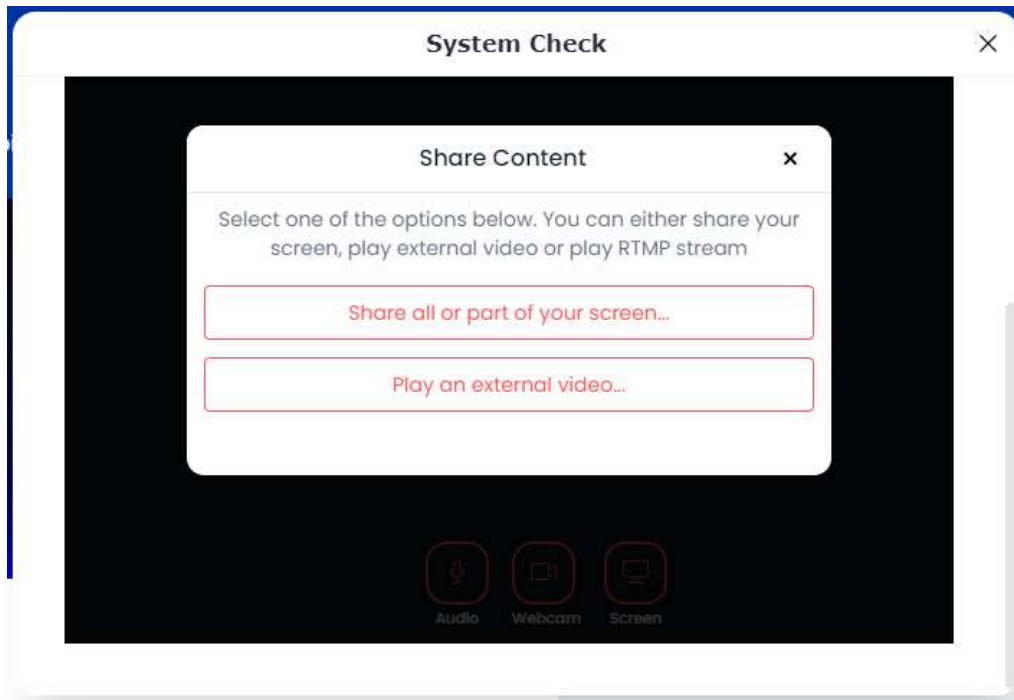 System Check
Share Content
Select one of the options below. You can either share your
screen, play external video or play RTMP stream
Share all or part of your screen...
Play an external video...
Audio
Webcam
Screen